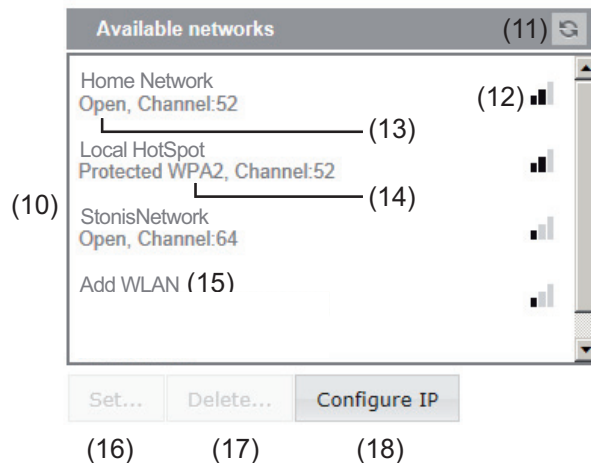 Available networks (11)
Home Network
Open, Channel:52
(12)
(13)
Local HotSpot
Protected WPA2, Channel:52
(14)
(10)
StonisNetwork
Open, Channel:64
Add WLAN (15)
Set... Delete... Configure IP
(16) (17) (18)